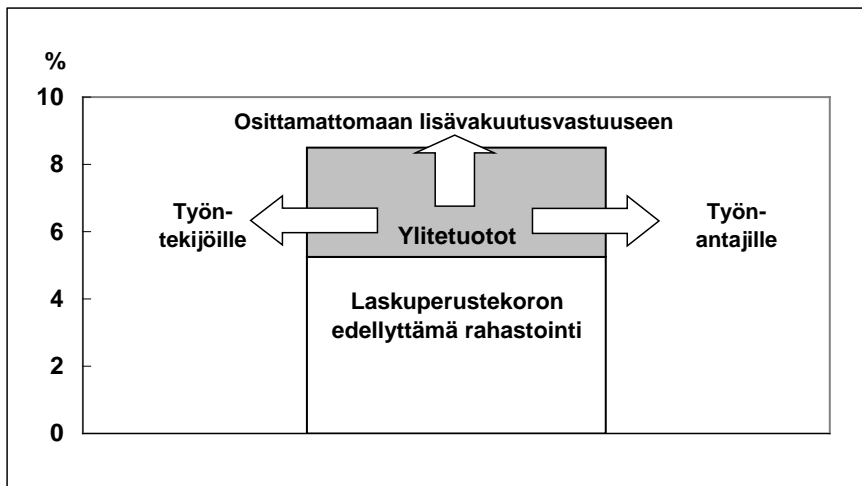 %
10
Osittamattomaan lisävakuutusvastuuseen
8
Työn-
tekijöille
6
Ylitetuotot
Työn-
antajille
4
Laskuperustekoron
edellyttämä rahastointi
2
0